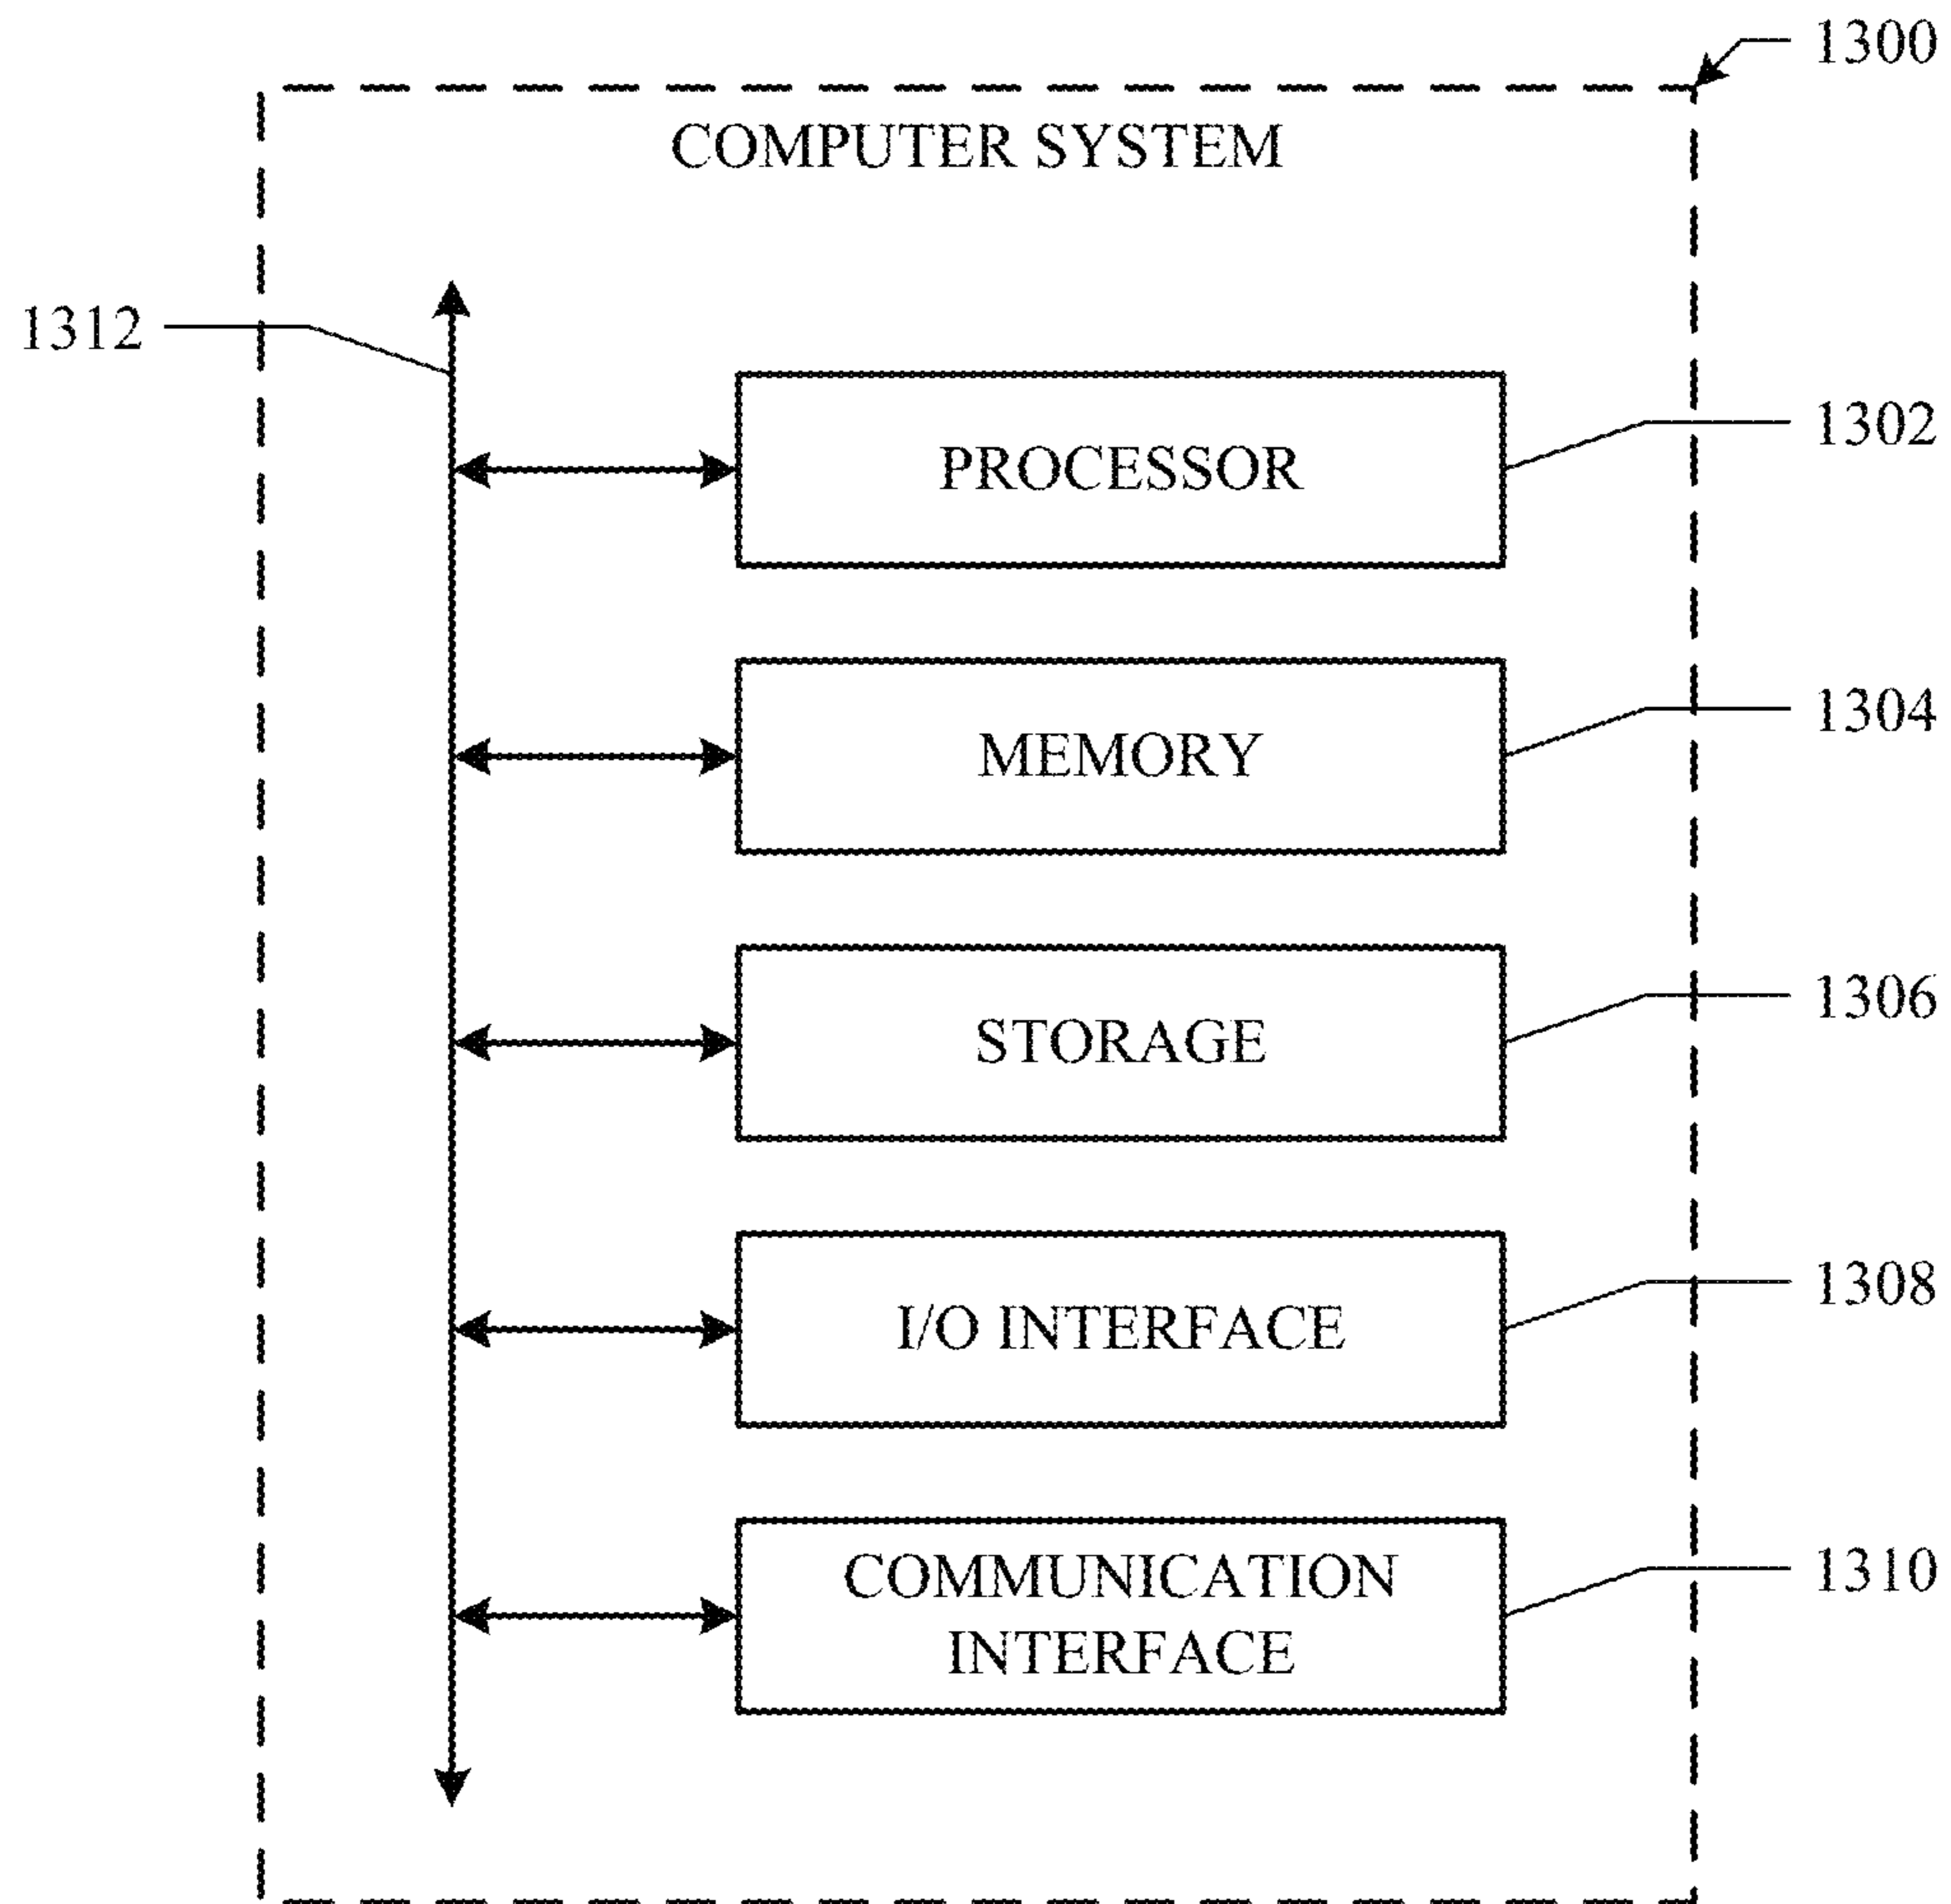 1300
COMPUTER SYSTEM
1312
PROCESSOR
1302
MEMORY
1304
STORAGE
1306
I/O INTERFACE
1308
COMMUNICATION
INTERFACE
1310